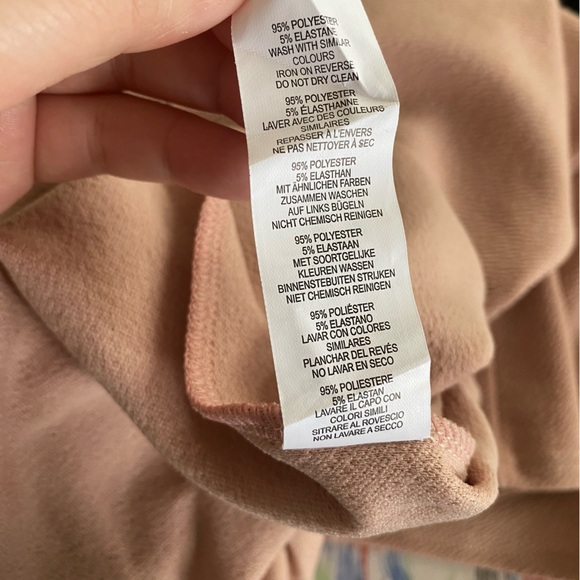 95% POLYESTER
5% ELASTANE
WASH WITH SIMILAR
COLOURS
IRON ON REVERSE
DO NOT DRY CLEAN
95% POLYESTER
5% ÉLASTHANNE
LAVER AVEC DES COULEURS
SIMILAIRES
REPASSER À L'ENVERS
NE PAS NETTOYER À SEC
95% POLYESTER
5% ELASTHAN
MIT ÄHNLICHEN FARBEN
ZUSAMMEN WASCHEN
AUF LINKS BÜGELN
NICHT CHEMISCH REINIGEN
95% POLYESTER
5% ELASTAAN
MET SOORTGELIJKE
KLEUREN WASSEN
BINNENSTEBUITEN STRIJKEN
NIET CHEMISCH REINIGEN
95% POLIÉSTER
5% ELASTANO
LAVAR CON COLORES
SIMILARES
PLANCHAR DEL REVÉS
NO LAVAR EN SECO
95% POLIESTERE
5% ELASTAN
LAVARE IL CAPO CON
COLORI SIMILI
SITRARE AL ROVESCIO
NON LAVARE A SECCO